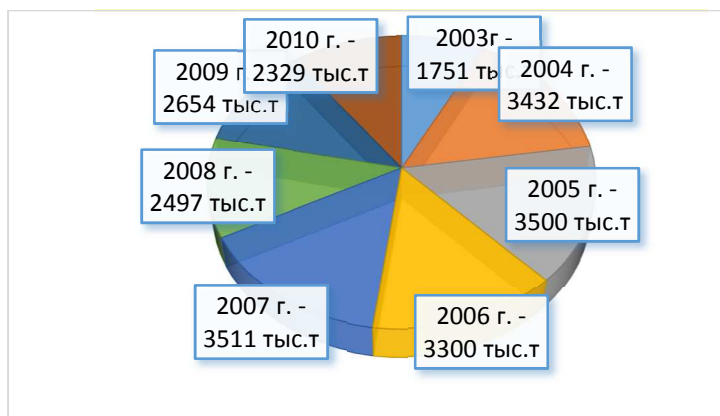 2003г -
1751 тыс.
2004 г. -
3432 тыс.т
2005 г. -
3500 тыс.т
2006 г. -
3300 тыс.т
2007 г. -
3511 тыс.т
2008 г. -
2497 тыс.т
2009 г.
2654 тыс.т
2010 г. -
2329 тыс.т